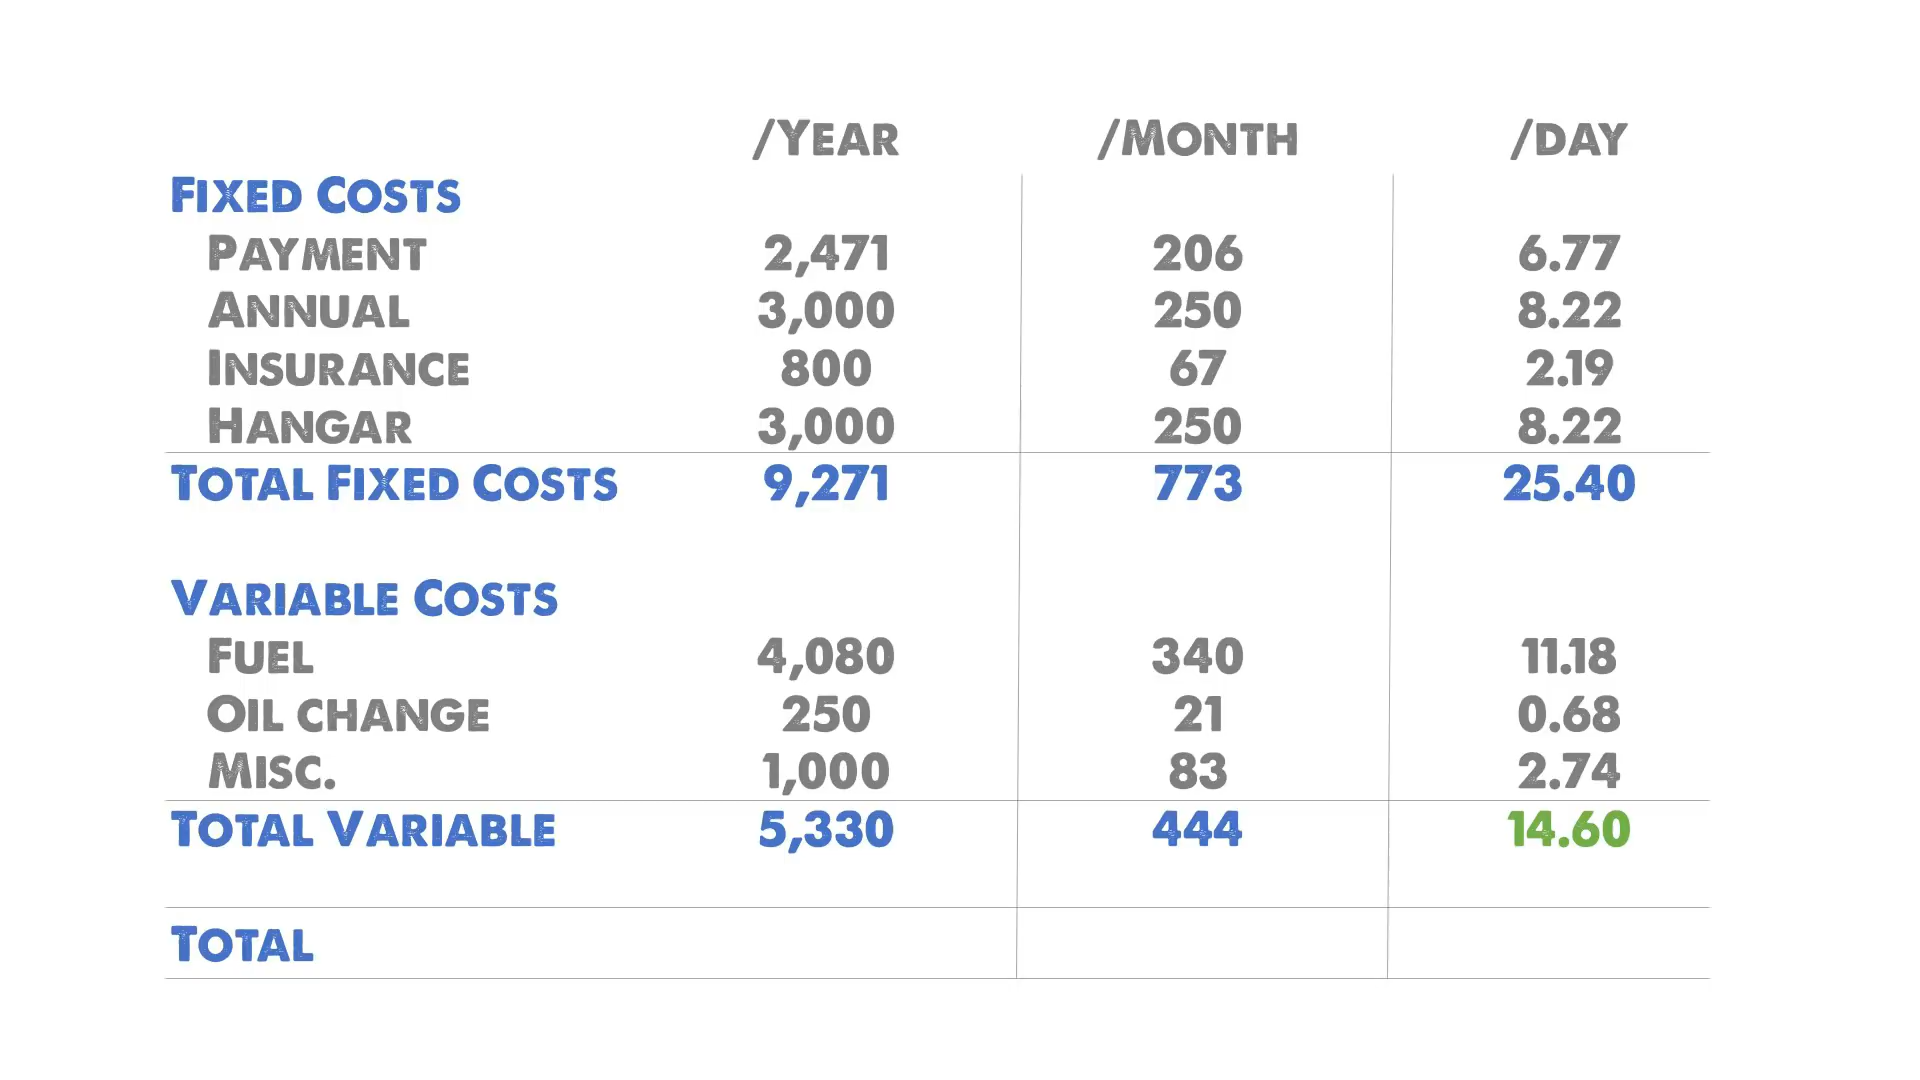 /Year /Month /day
Fixed Costs
Payment 2,471 206 6.77
Annual 3,000 250 8.22
Insurance 800 67 2.19
Hangar 3,000 250 8.22
Total Fixed Costs 9,271 773 25.40
Variable Costs
Fuel 4,080 340 11.18
Oil change 250 21 0.68
Misc. 1,000 83 2.74
Total Variable 5,330 444 14.60
Total